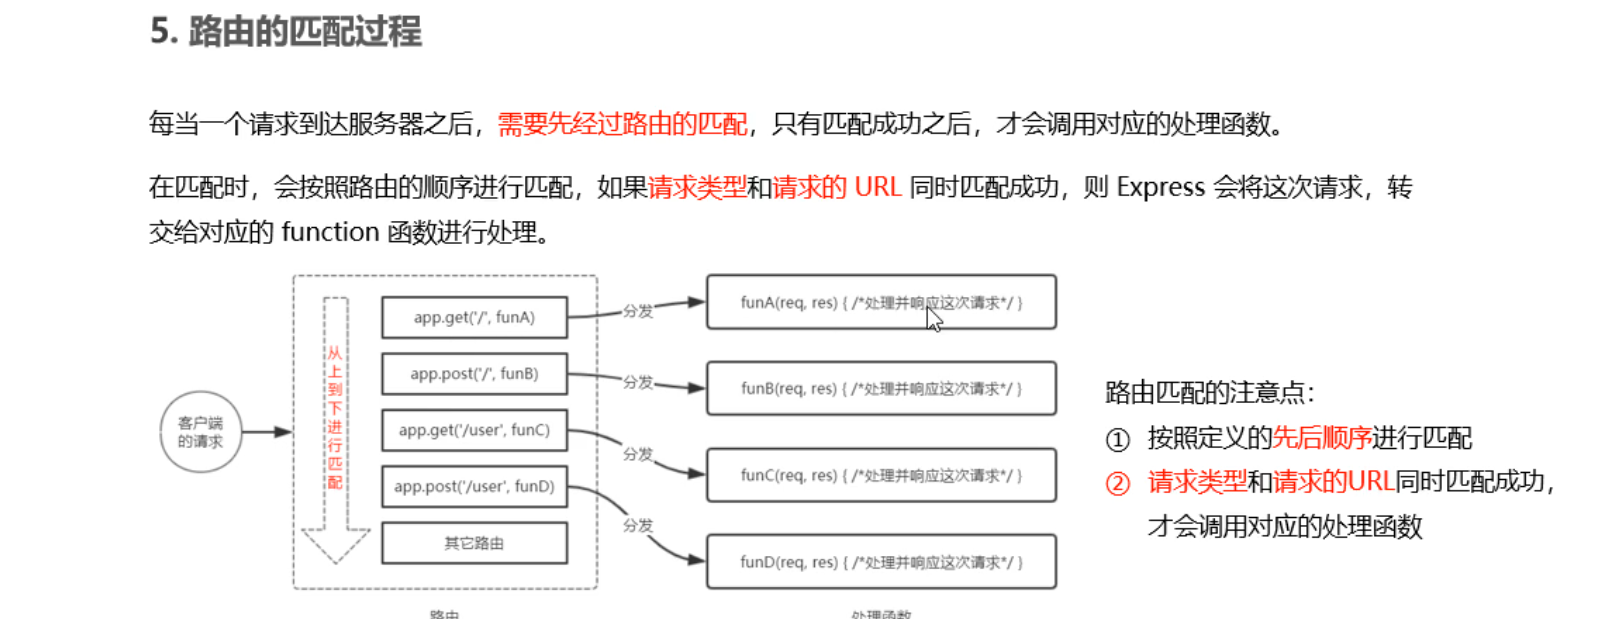 5. 路由的匹配过程
每当一个请求到达服务器之后，需要先经过路由的匹配，只有匹配成功之后，才会调用对应的处理函数。
在匹配时，会按照路由的顺序进行匹配，如果请求类型和请求的 URL 同时匹配成功，则 Express 会将这次请求，转
交给对应的 function 函数进行处理。
客户端
的请求
从上到下进行匹配
app.get('/', funA)
app.post('/', funB)
app.get('/user', funC)
app.post('/user', funD)
其它路由
分发
分发
分发
分发
funA(req, res) { /*处理并响应这次请求*/ }
funB(req, res) { /*处理并响应这次请求*/ }
funC(req, res) { /*处理并响应这次请求*/ }
funD(req, res) { /*处理并响应这次请求*/ }
路由
处理函数
路由匹配的注意点：
① 按照定义的先后顺序进行匹配
② 请求类型和请求的URL同时匹配成功，
才会调用对应的处理函数